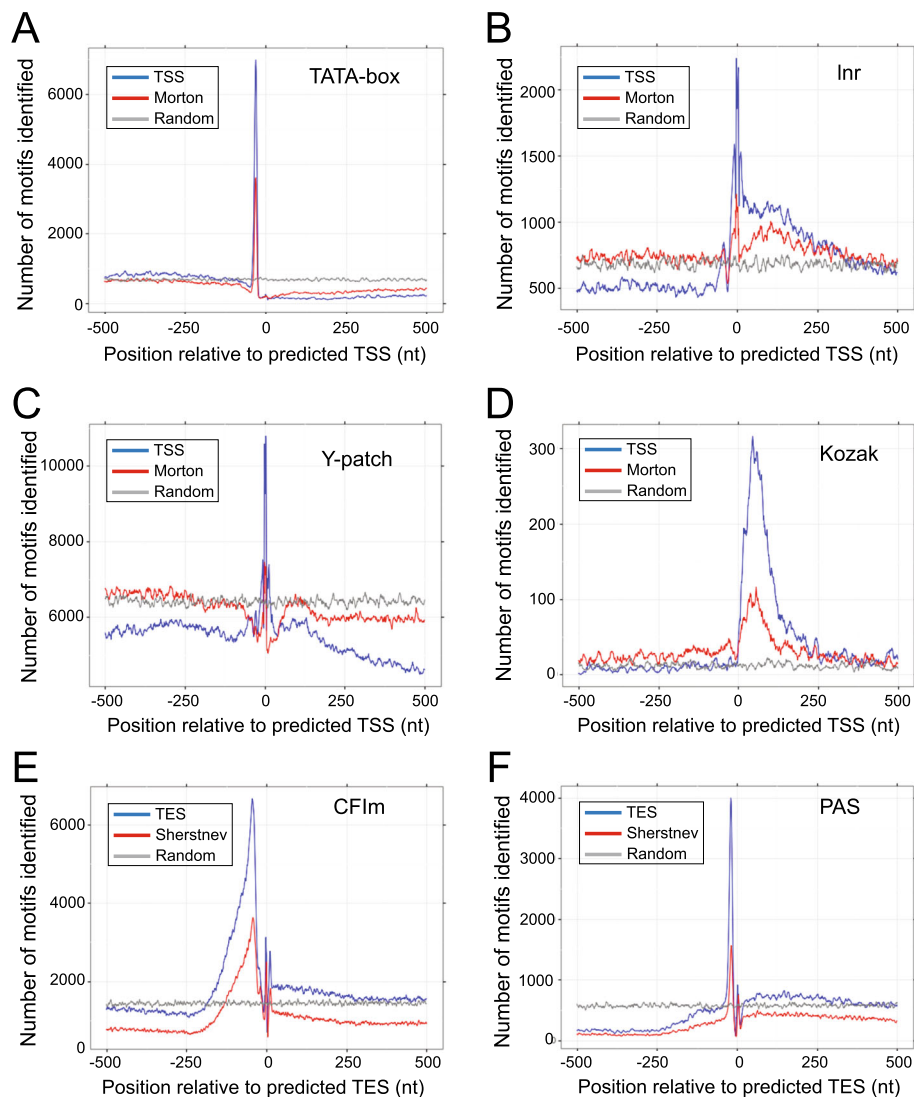 A
Number of motifs identified
TATA-box
TSS
Morton
Random
6000
4000
2000
0
-500
-250
0
250
500
Position relative to predicted TSS (nt)
B
Number of motifs identified
Inr
TSS
Morton
Random
2000
1500
1000
500
-500
-250
0
250
500
Position relative to predicted TSS (nt)
C
Number of motifs identified
Y-patch
TSS
Morton
Random
10000
8000
6000
-500
-250
0
250
500
Position relative to predicted TSS (nt)
D
Number of motifs identified
Kozak
TSS
Morton
Random
300
200
100
0
-500
-250
0
250
500
Position relative to predicted TSS (nt)
E
Number of motifs identified
CFIm
TES
Sherstnev
Random
6000
4000
2000
0
-500
-250
0
250
500
Position relative to predicted TES (nt)
F
Number of motifs identified
PAS
TES
Sherstnev
Random
4000
3000
2000
1000
0
-500
-250
0
250
500
Position relative to predicted TES (nt)